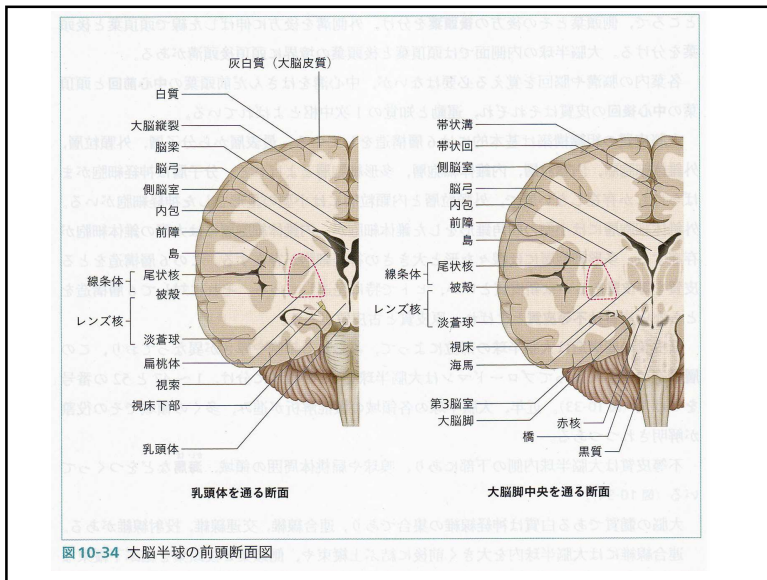 灰白質(大脳皮質)
白質
大脳縦裂
脳梁
脳弓
側脳室
内包
前障
島
線条体
尾状核
被殻
レンズ核
淡蒼球
扁桃体
視索
視床下部
乳頭体
乳頭体を通る断面
帯状溝
帯状回
側脳室
脳弓
内包
前障
島
線条体
尾状核
被殻
レンズ核
淡蒼球
視床
海馬
第3脳室
大脳脚
橋
赤核
黒質
大脳脚中央を通る断面
図10-34 大脳半球の前頭断面図